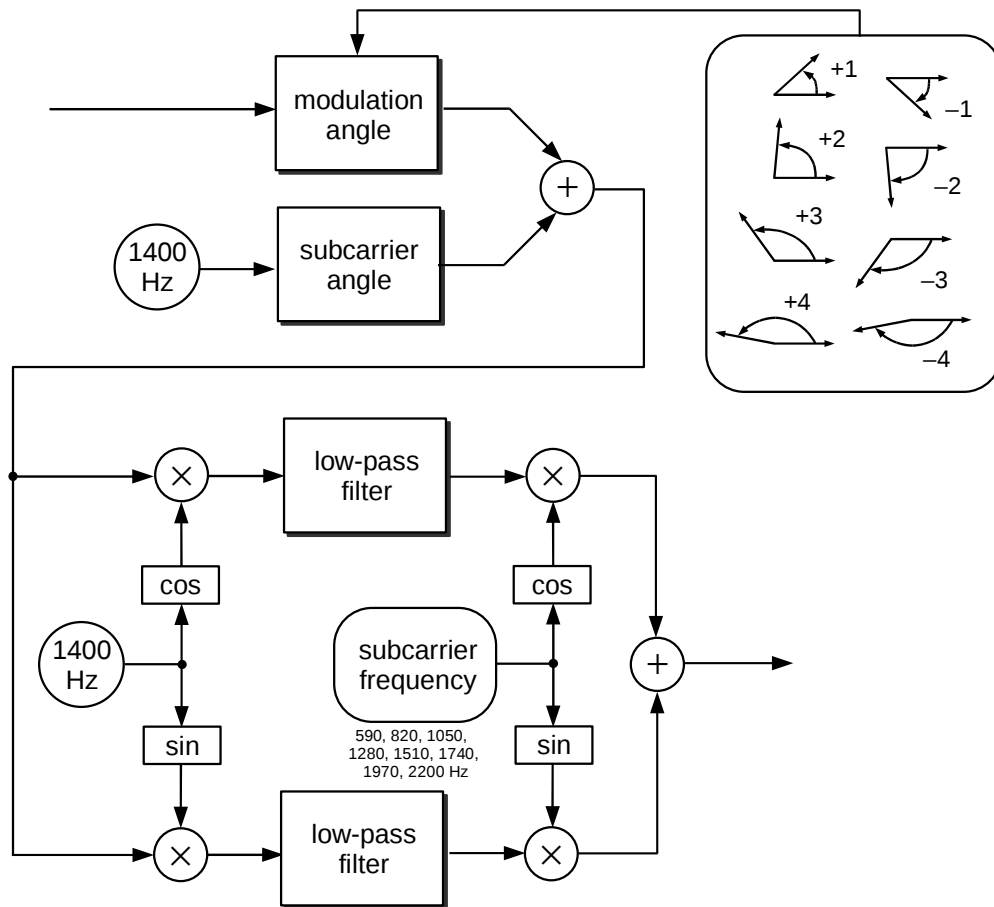 modulation
angle
+1
–1
+2
–2
+3
–3
+4
–4
+
1400
Hz
subcarrier
angle
×
low-pass
filter
×
cos
cos
1400
Hz
subcarrier
frequency
+
590, 820, 1050,
1280, 1510, 1740,
1970, 2200 Hz
sin
sin
×
low-pass
filter
×